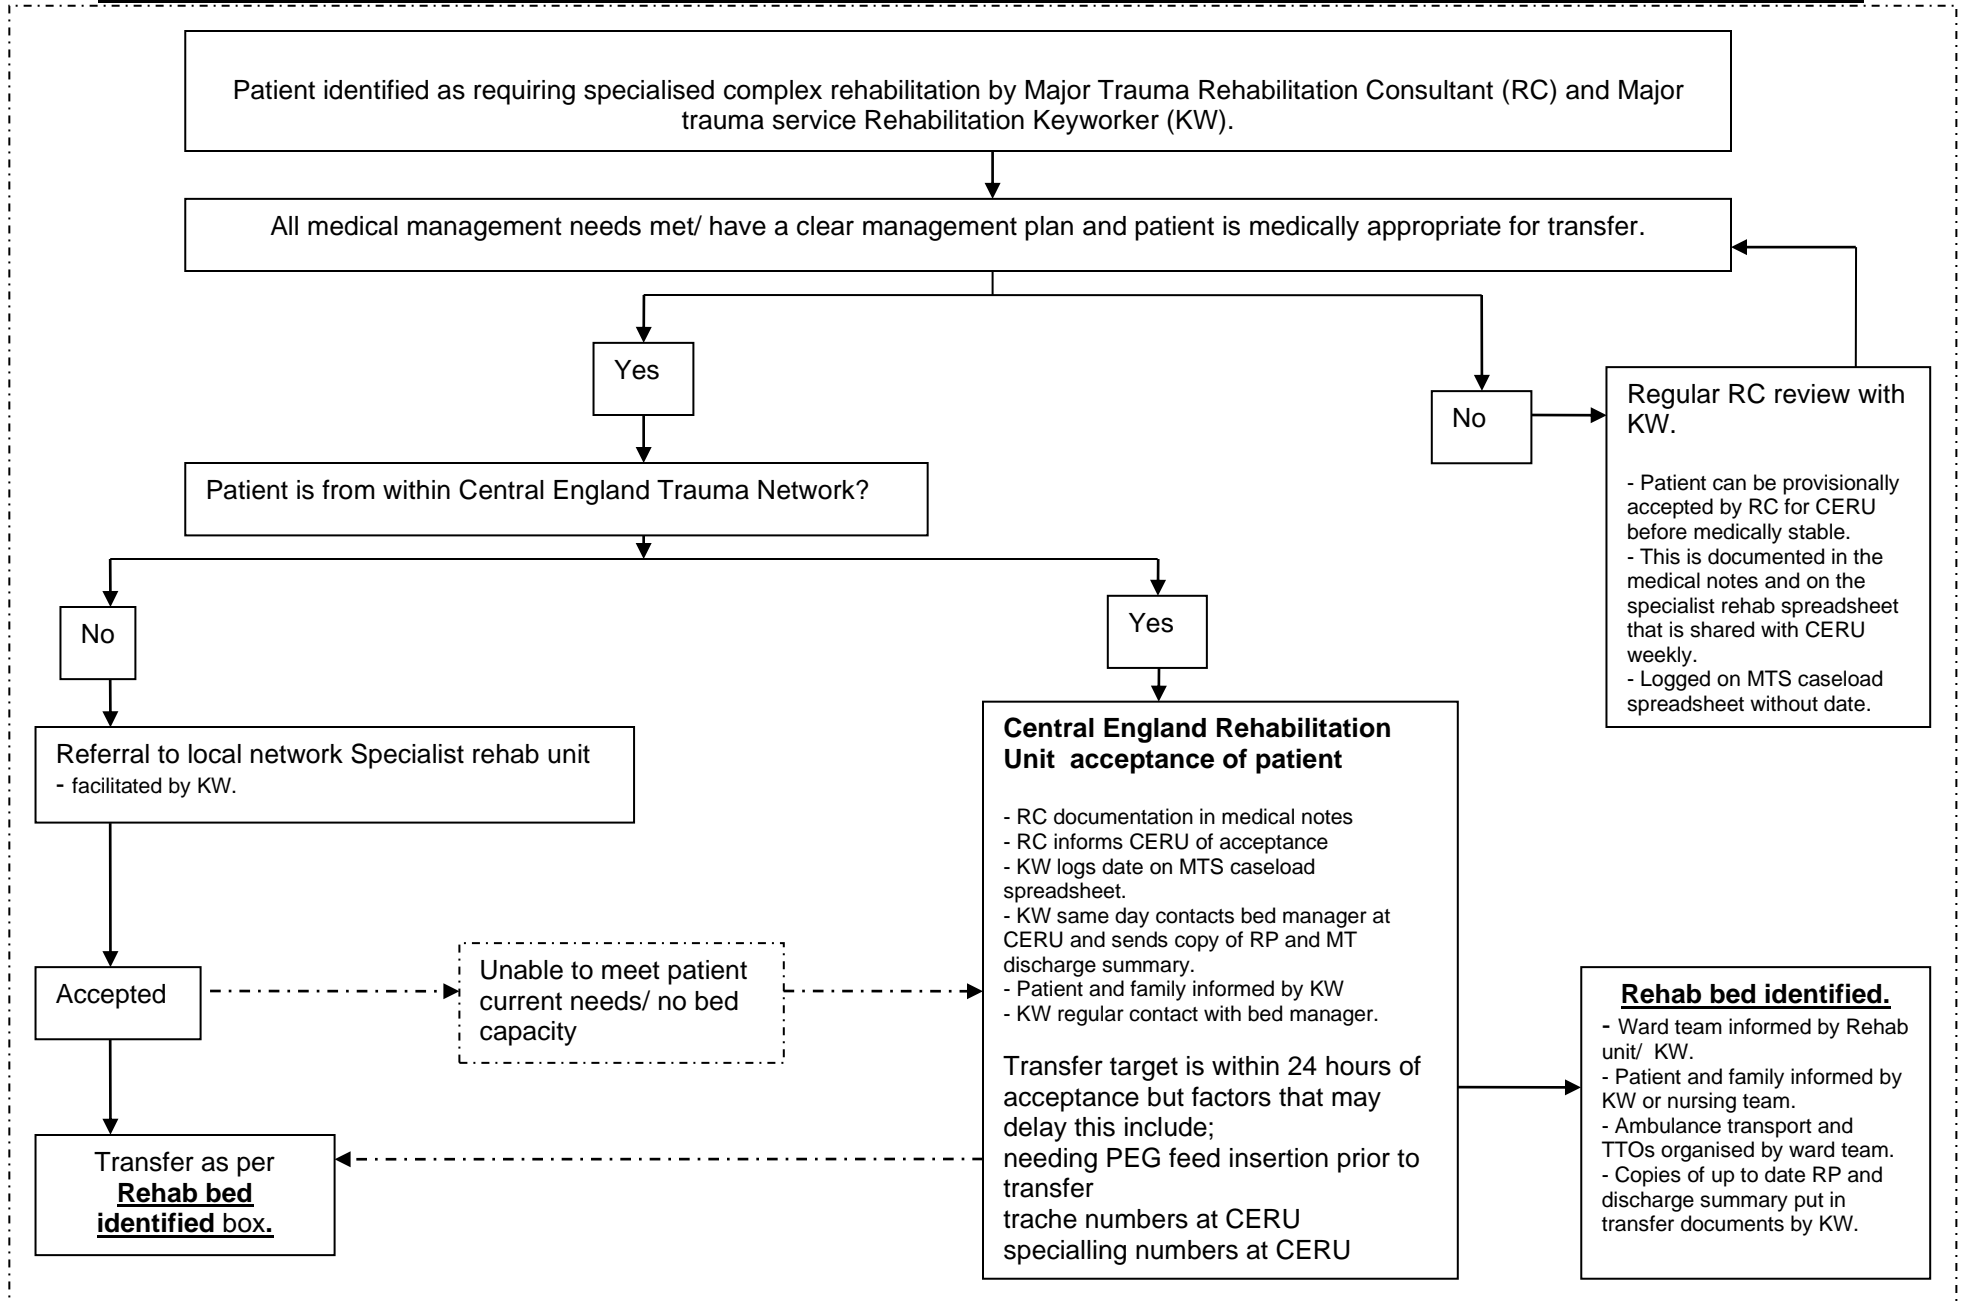 Patient identified as requiring specialised complex rehabilitation by Major Trauma Rehabilitation Consultant (RC) and Major
trauma service Rehabilitation Keyworker (KW).
All medical management needs met/ have a clear management plan and patient is medically appropriate for transfer.
Yes
No
Regular RC review with
KW.
- Patient can be provisionally
accepted by RC for CERU
before medically stable.
- This is documented in the
medical notes and on the
specialist rehab spreadsheet
that is shared with CERU
weekly.
- Logged on MTS caseload
spreadsheet without date.
Patient is from within Central England Trauma Network?
No
Yes
Referral to local network Specialist rehab unit
- facilitated by KW.
Central England Rehabilitation
Unit  acceptance of patient
- RC documentation in medical notes
- RC informs CERU of acceptance
- KW logs date on MTS caseload
spreadsheet.
- KW same day contacts bed manager at
CERU and sends copy of RP and MT
discharge summary.
- Patient and family informed by KW
- KW regular contact with bed manager.
Transfer target is within 24 hours of
acceptance but factors that may
delay this include;
needing PEG feed insertion prior to
transfer
trache numbers at CERU
specialling numbers at CERU
Accepted
Unable to meet patient
current needs/ no bed
capacity
Transfer as per
Rehab bed
identified box.
Rehab bed identified.
- Ward team informed by Rehab
unit/  KW.
- Patient and family informed by
KW or nursing team.
- Ambulance transport and
TTOs organised by ward team.
- Copies of up to date RP and
discharge summary put in
transfer documents by KW.